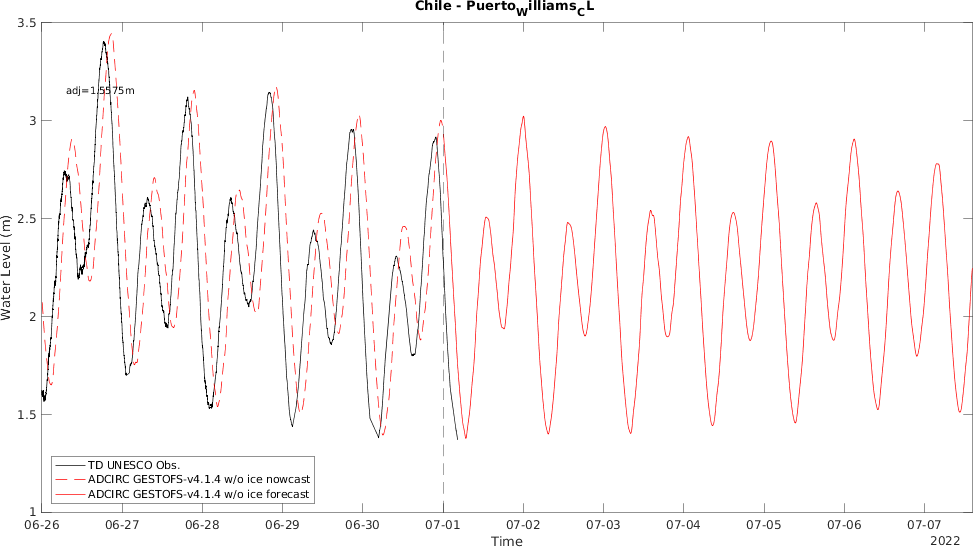 Chile - Puerto_Williams_CL
3.5
adj=1.5575m
3
2.5
Water Level (m)
2
1.5
TD UNESCO Obs.
ADCIRC GESTOFS-v4.1.4 w/o ice nowcast
ADCIRC GESTOFS-v4.1.4 w/o ice forecast
1
06-26 06-27 06-28 06-29 06-30 07-01 07-02 07-03 07-04 07-05 07-06 07-07
Time
2022